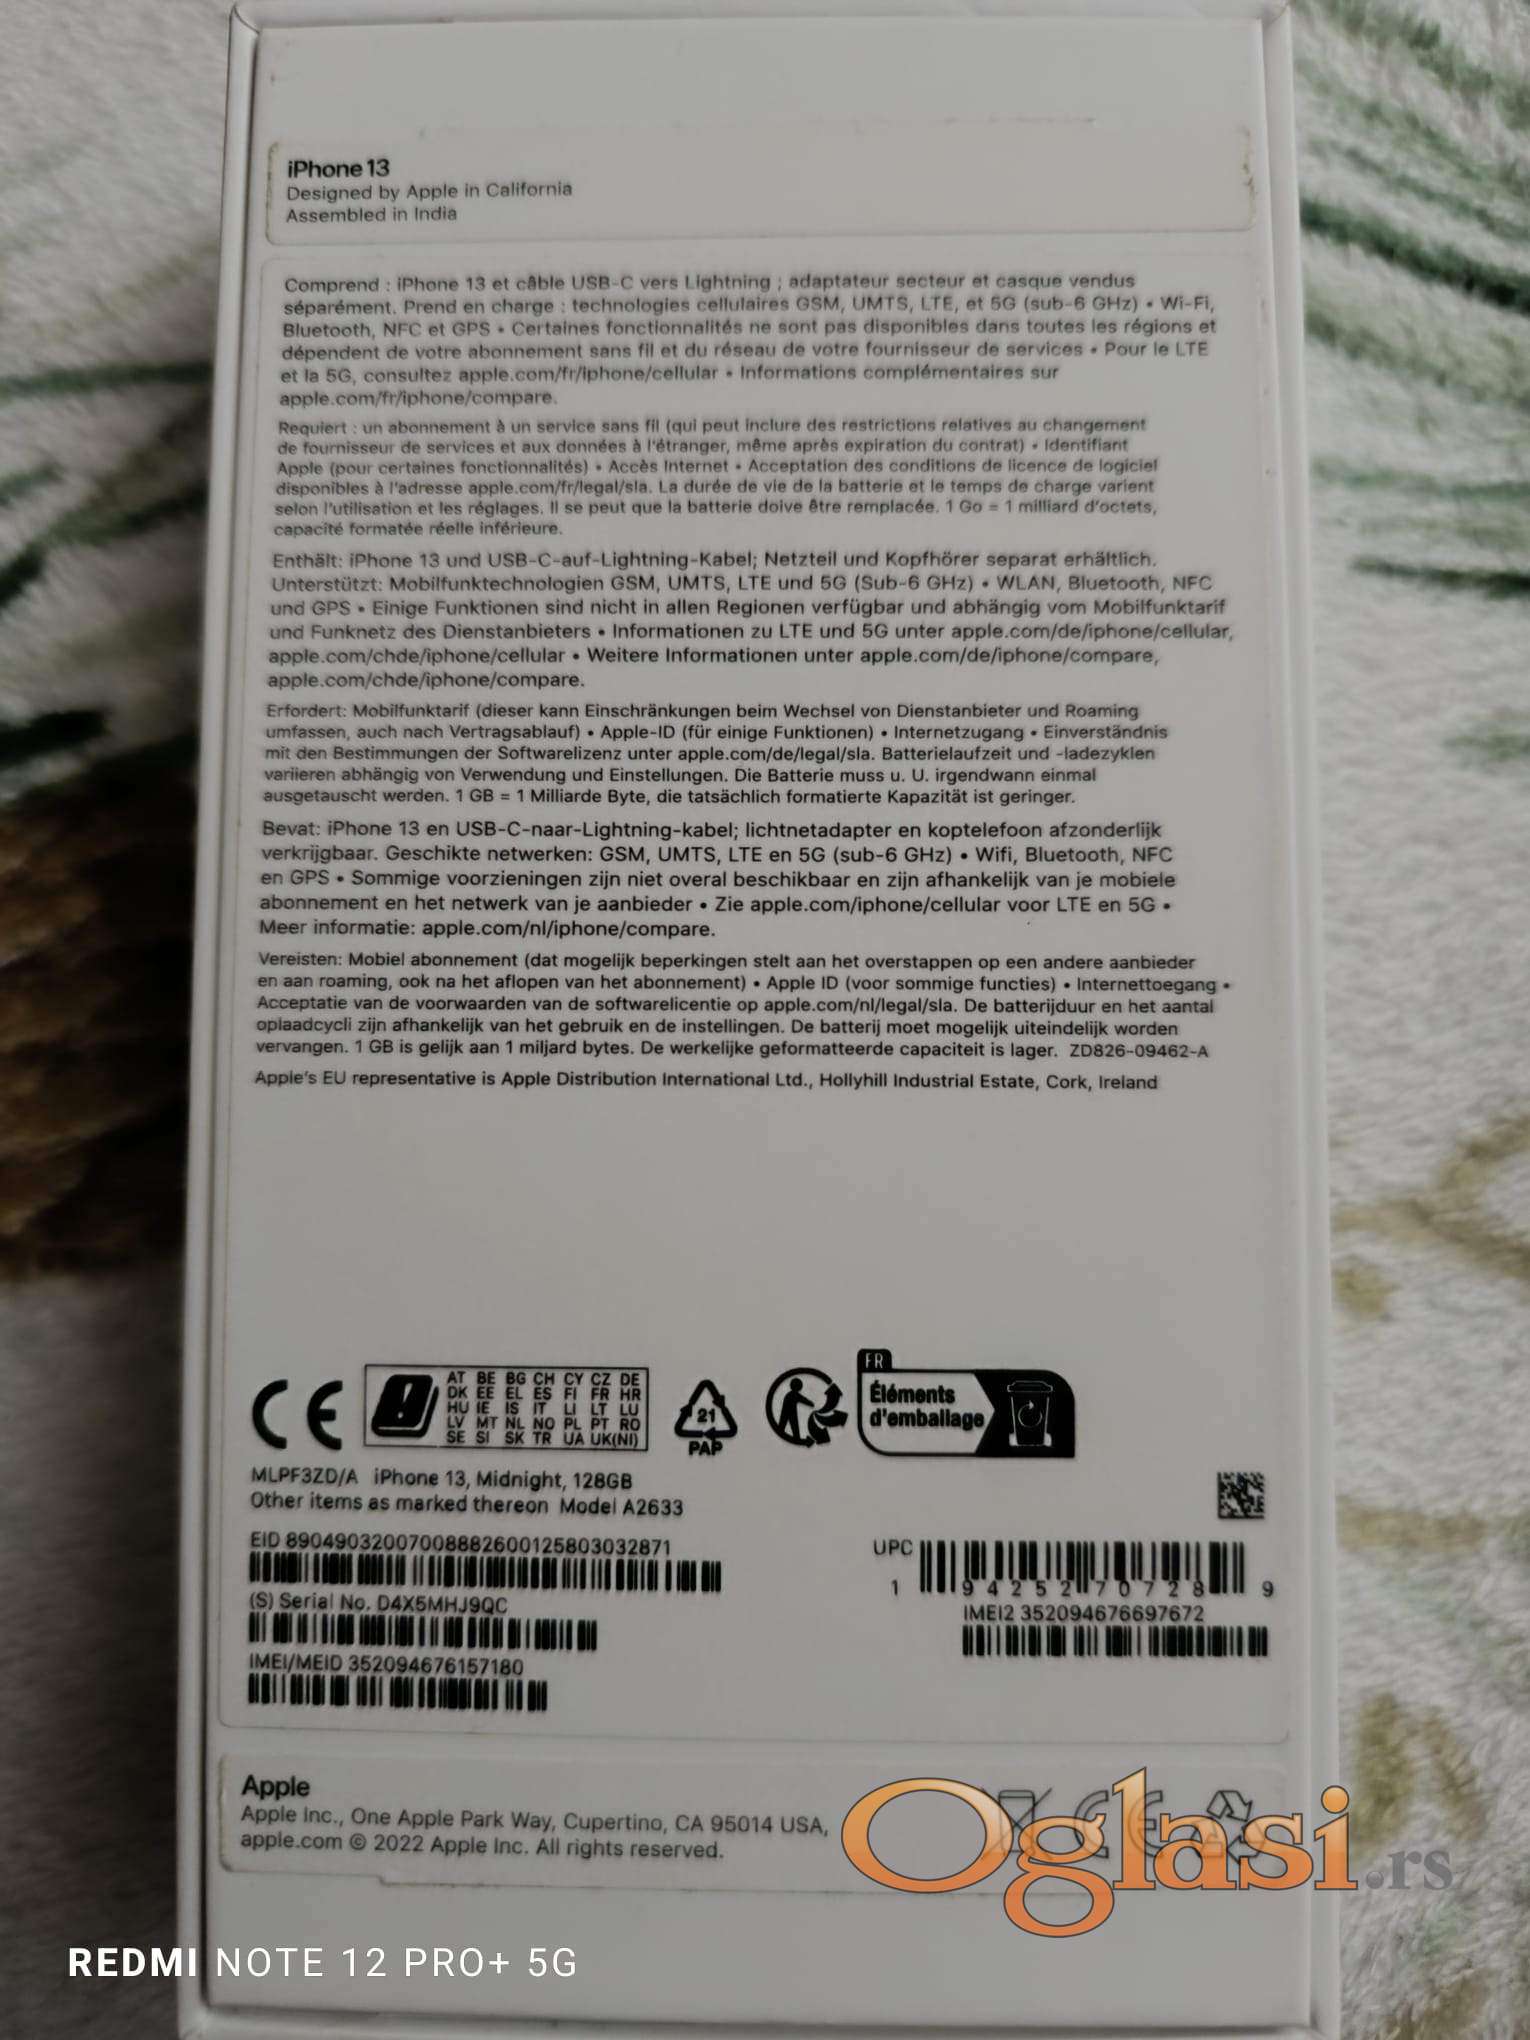 iPhone 13
Designed by Apple in California
Assembled in India
Comprend : iPhone 13 et câble USB-C vers Lightning ; adaptateur secteur et casque vendus
séparément. Prend en charge : technologies cellulaires GSM, UMTS, LTE, et 5G (sub-6 GHz) • Wi-Fi,
Bluetooth, NFC et GPS • Certaines fonctionnalités ne sont pas disponibles dans toutes les régions et
dépendent de votre abonnement sans fil et du réseau de votre fournisseur de services • Pour le LTE
et la 5G, consultez apple.com/fr/iphone/cellular • Informations complémentaires sur
apple.com/fr/iphone/compare.
Requiert : un abonnement à un service sans fil (qui peut inclure des restrictions relatives au changement
de fournisseur de services et aux données à l'étranger, même après expiration du contrat) • Identifiant
Apple (pour certaines fonctionnalités) • Accès Internet • Acceptation des conditions de licence de logiciel
disponibles à l'adresse apple.com/fr/legal/sla. La durée de vie de la batterie et le temps de charge varient
selon l'utilisation et les réglages. Il se peut que la batterie doive être remplacée. 1 Go = 1 milliard d'octets,
capacité formatée réelle inférieure.
Enthält: iPhone 13 und USB-C-auf-Lightning-Kabel; Netzteil und Kopfhörer separat erhältlich.
Unterstützt: Mobilfunktechnologien GSM, UMTS, LTE und 5G (Sub-6 GHz) • WLAN, Bluetooth, NFC
und GPS • Einige Funktionen sind nicht in allen Regionen verfügbar und abhängig vom Mobilfunktarif
und Funknetz des Dienstanbieters • Informationen zu LTE und 5G unter apple.com/de/iphone/cellular,
apple.com/chde/iphone/cellular • Weitere Informationen unter apple.com/de/iphone/compare,
apple.com/chde/iphone/compare.
Erfordert: Mobilfunktarif (dieser kann Einschränkungen beim Wechsel von Dienstanbieter und Roaming
umfassen, auch nach Vertragsablauf) • Apple-ID (für einige Funktionen) • Internetzugang • Einverständnis
mit den Bestimmungen der Softwarelizenz unter apple.com/de/legal/sla. Batterielaufzeit und -ladezyklen
variieren abhängig von Verwendung und Einstellungen. Die Batterie muss u. U. irgendwann einmal
ausgetauscht werden. 1 GB = 1 Milliarde Byte, die tatsächlich formatierte Kapazität ist geringer.
Bevat: iPhone 13 en USB-C-naar-Lightning-kabel; lichtnetadapter en koptelefoon afzonderlijk
verkrijgbaar. Geschikte netwerken: GSM, UMTS, LTE en 5G (sub-6 GHz) • Wifi, Bluetooth, NFC
en GPS • Sommige voorzieningen zijn niet overal beschikbaar en zijn afhankelijk van je mobiele
abonnement en het netwerk van je aanbieder • Zie apple.com/iphone/cellular voor LTE en 5G •
Meer informatie: apple.com/nl/iphone/compare.
Vereisten: Mobiel abonnement (dat mogelijk beperkingen stelt aan het overstappen op een andere aanbieder
en aan roaming, ook na het aflopen van het abonnement) • Apple ID (voor sommige functies) • Internettoegang •
Acceptatie van de voorwaarden van de softwarelicentie op apple.com/nl/legal/sla. De batterijduur en het aantal
oplaadcycli zijn afhankelijk van het gebruik en de instellingen. De batterij moet mogelijk uiteindelijk worden
vervangen. 1 GB is gelijk aan 1 miljard bytes. De werkelijke geformatteerde capaciteit is lager. ZD826-09462-A
Apple's EU representative is Apple Distribution International Ltd., Hollyhill Industrial Estate, Cork, Ireland
CE
AT BE BG CH CY CZ DE
DK EE EL ES FI FR HR
HU IE IS IT LI LT LU
LV MT NL NO PL PT RO
SE SI SK TR UA UK(NI)
21
PAP
FR
Éléments
d'emballage
MLPF3ZD/A iPhone 13, Midnight, 128GB
Other items as marked thereon Model A2633
EID 89049032007008882600125803032871
(S) Serial No. D4X5MHJ9QC
IMEI/MEID 352094676157180
UPC
1 94252 70728 9
IMEI2 352094676697672
Apple
Apple Inc., One Apple Park Way, Cupertino, CA 95014 USA,
apple.com © 2022 Apple Inc. All rights reserved.
CE
Oglasi.rs
REDMI NOTE 12 PRO+ 5G